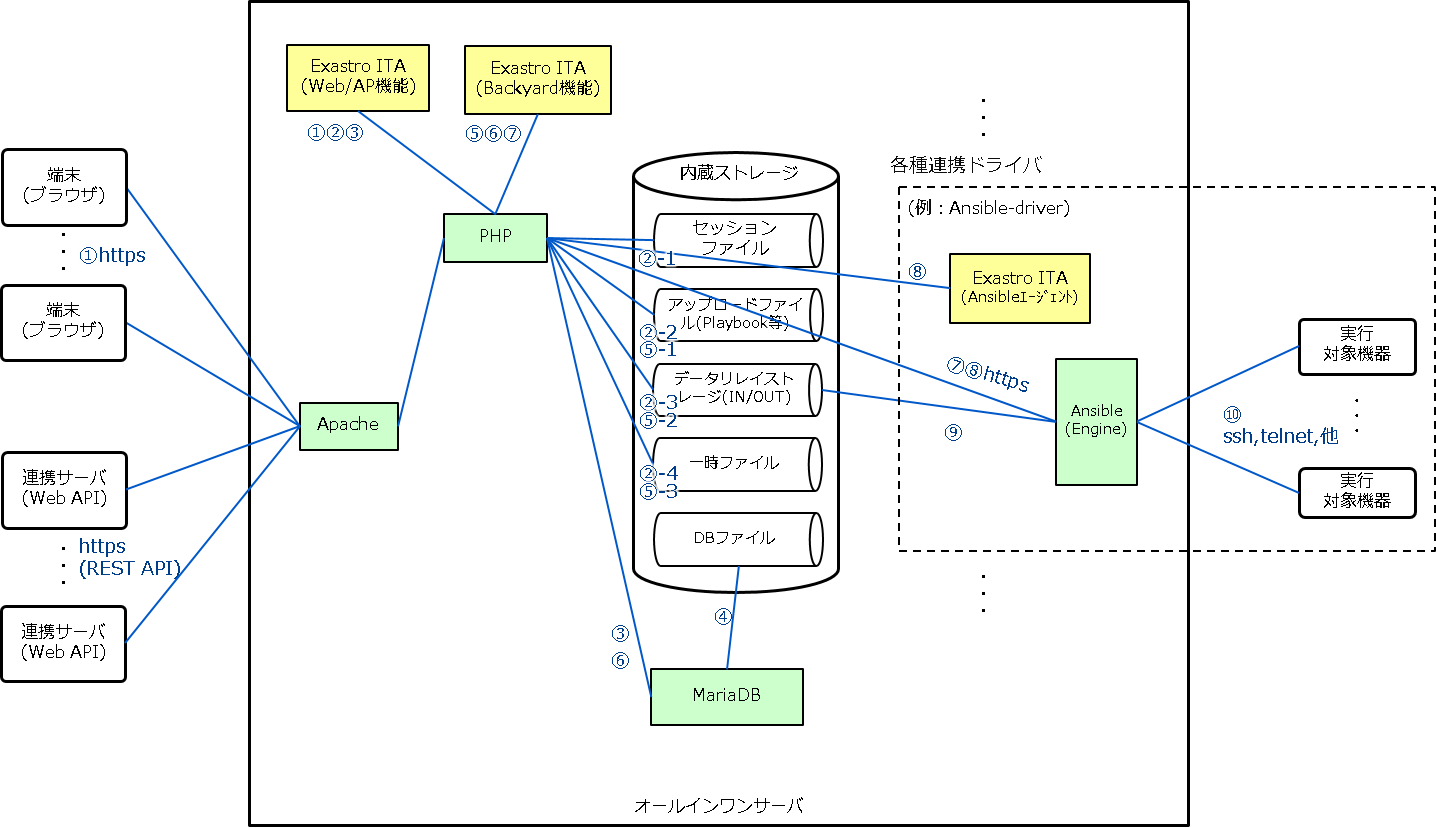 Exastro ITA
(Web/AP機能)
Exastro ITA
(Backyard機能)
①②③
⑤⑥⑦
端末
(ブラウザ)
①https
端末
(ブラウザ)
連携サーバ
(Web API)
https
(REST API)
連携サーバ
(Web API)
PHP
Apache
内蔵ストレージ
セッション
ファイル
②-1
アップロードファイ
ル(Playbook等)
②-2
⑤-1
データリレイスト
レージ(IN/OUT)
②-3
⑤-2
一時ファイル
②-4
⑤-3
DBファイル
④
③
⑥
MariaDB
各種連携ドライバ
(例：Ansible-driver)
⑧
Exastro ITA
(Ansibleｴｰｼﾞｪﾝﾄ)
⑦⑧https
⑨
Ansible
(Engine)
実行
対象機器
⑩
ssh,telnet,他
実行
対象機器
オールインワンサーバ